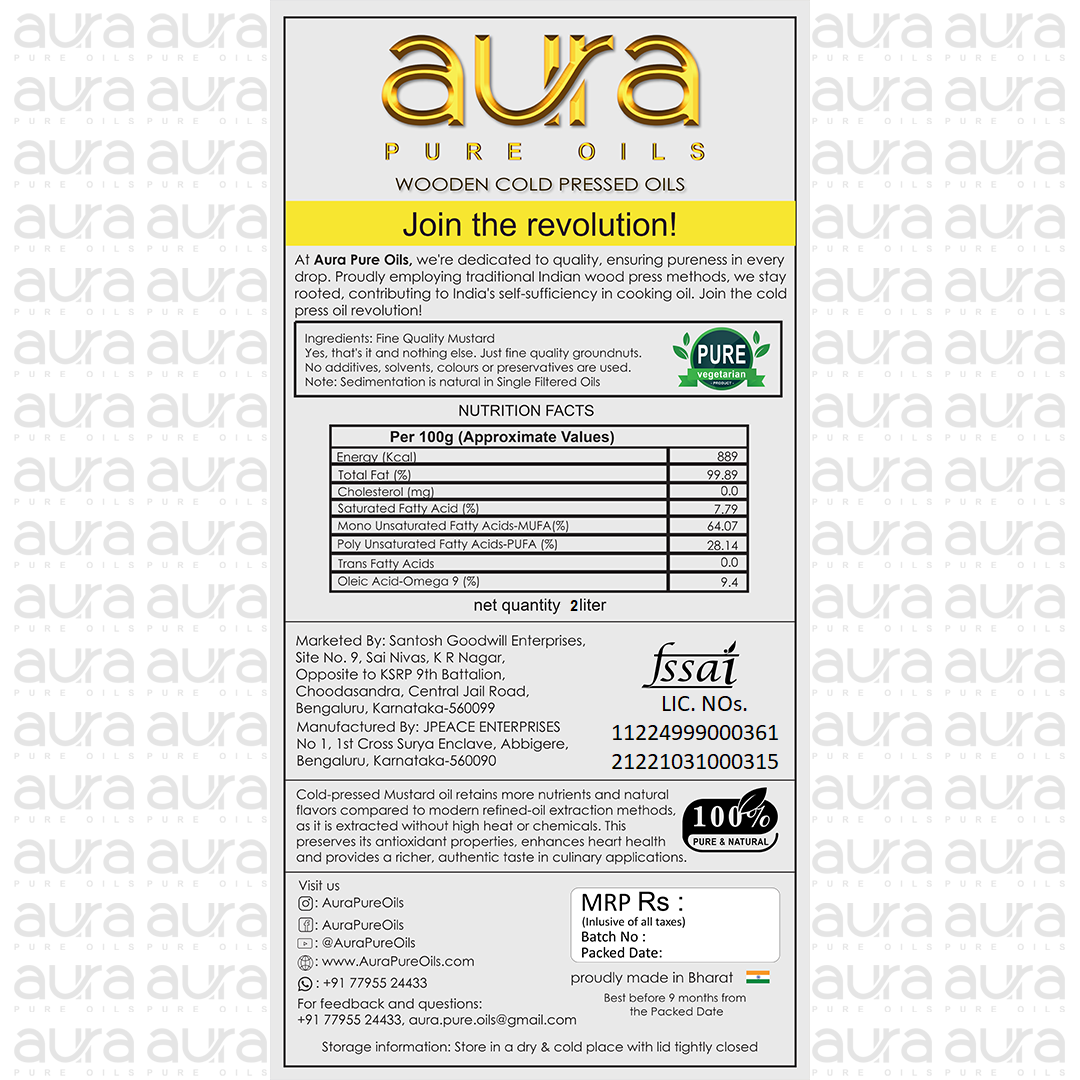 aura
PURE OILS
WOODEN COLD PRESSED OILS
Join the revolution!
At Aura Pure Oils, we're dedicated to quality, ensuring pureness in every
drop. Proudly employing traditional Indian wood press methods, we stay
rooted, contributing to India's self-sufficiency in cooking oil. Join the cold
press oil revolution!
Ingredients: Fine Quality Mustard
Yes, that's it and nothing else. Just fine quality groundnuts.
No additives, solvents, colours or preservatives are used.
Note: Sedimentation is natural in Single Filtered Oils
PURE
vegetarian
PRODUCT
NUTRITION FACTS
Per 100g (Approximate Values)
Energy (Kcal) 889
Total Fat (%) 99.89
Cholesterol (mg) 0.0
Saturated Fatty Acid (%) 7.79
Mono Unsaturated Fatty Acids-MUFA(%) 64.07
Poly Unsaturated Fatty Acids-PUFA (%) 28.14
Trans Fatty Acids 0.0
Oleic Acid-Omega 9 (%) 9.4
net quantity 2liter
Marketed By: Santosh Goodwill Enterprises,
Site No. 9, Sai Nivas, K R Nagar,
Opposite to KSRP 9th Battalion,
Choodasandra, Central Jail Road,
Bengaluru, Karnataka-560099
Manufactured By: JPEACE ENTERPRISES
No 1, 1st Cross Surya Enclave, Abbigere,
Bengaluru, Karnataka-560090
fssai
LIC. NOs.
11224999000361
21221031000315
Cold-pressed Mustard oil retains more nutrients and natural
flavors compared to modern refined-oil extraction methods,
as it is extracted without high heat or chemicals. This
preserves its antioxidant properties, enhances heart health
and provides a richer, authentic taste in culinary applications.
100%
PURE & NATURAL
Visit us
: AuraPureOils
: AuraPureOils
: @AuraPureOils
: www.AuraPureOils.com
: +91 77955 24433
For feedback and questions:
+91 77955 24433, aura.pure.oils@gmail.com
MRP Rs :
(Inlusive of all taxes)
Batch No :
Packed Date:
proudly made in Bharat
Best before 9 months from
the Packed Date
Storage information: Store in a dry & cold place with lid tightly closed